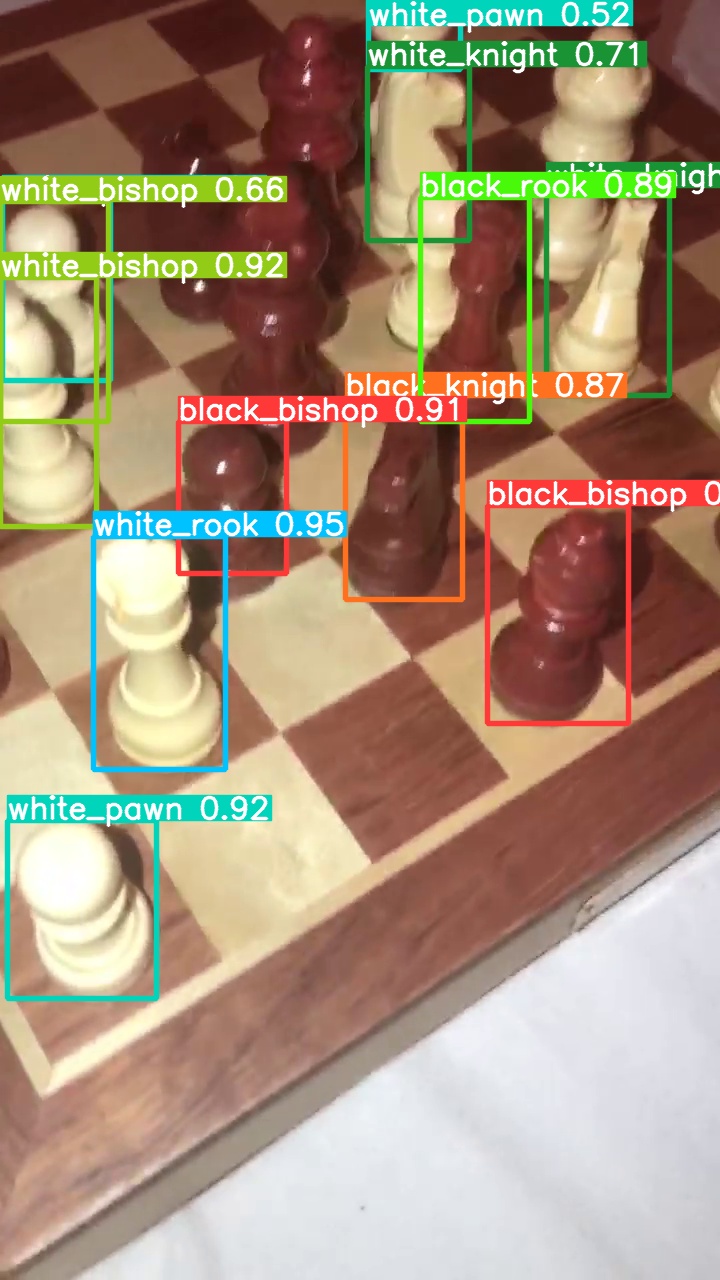 white_pawn 0.52
white_knight 0.71
black_rook 0.89
white_bishop 0.66
white_bishop 0.92
black_knight 0.87
black_bishop 0.91
black_bishop 0
white_rook 0.95
white_pawn 0.92